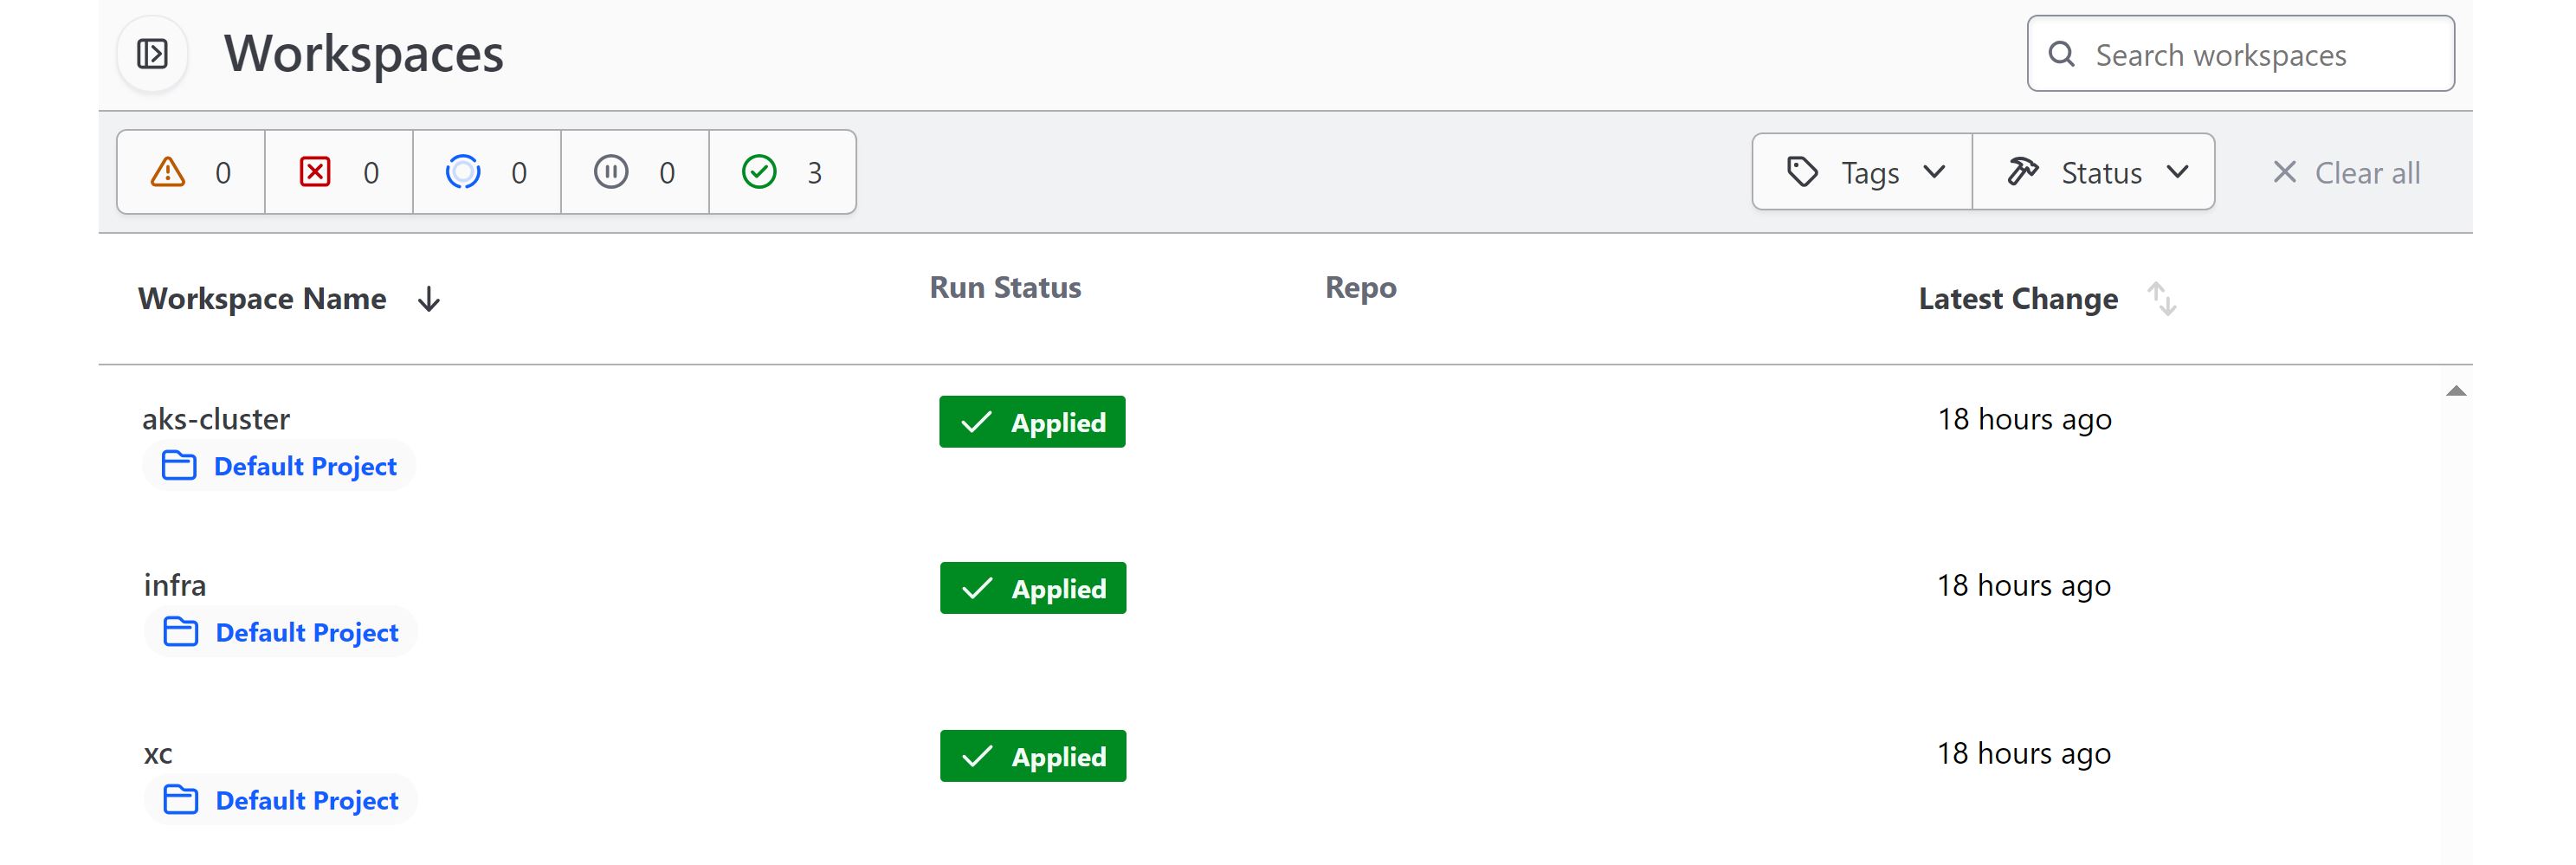 Workspaces
Search workspaces
0 0 0 0 3
Tags Status Clear all
Workspace Name Run Status Repo Latest Change
aks-cluster Applied 18 hours ago
Default Project
infra Applied 18 hours ago
Default Project
xc Applied 18 hours ago
Default Project